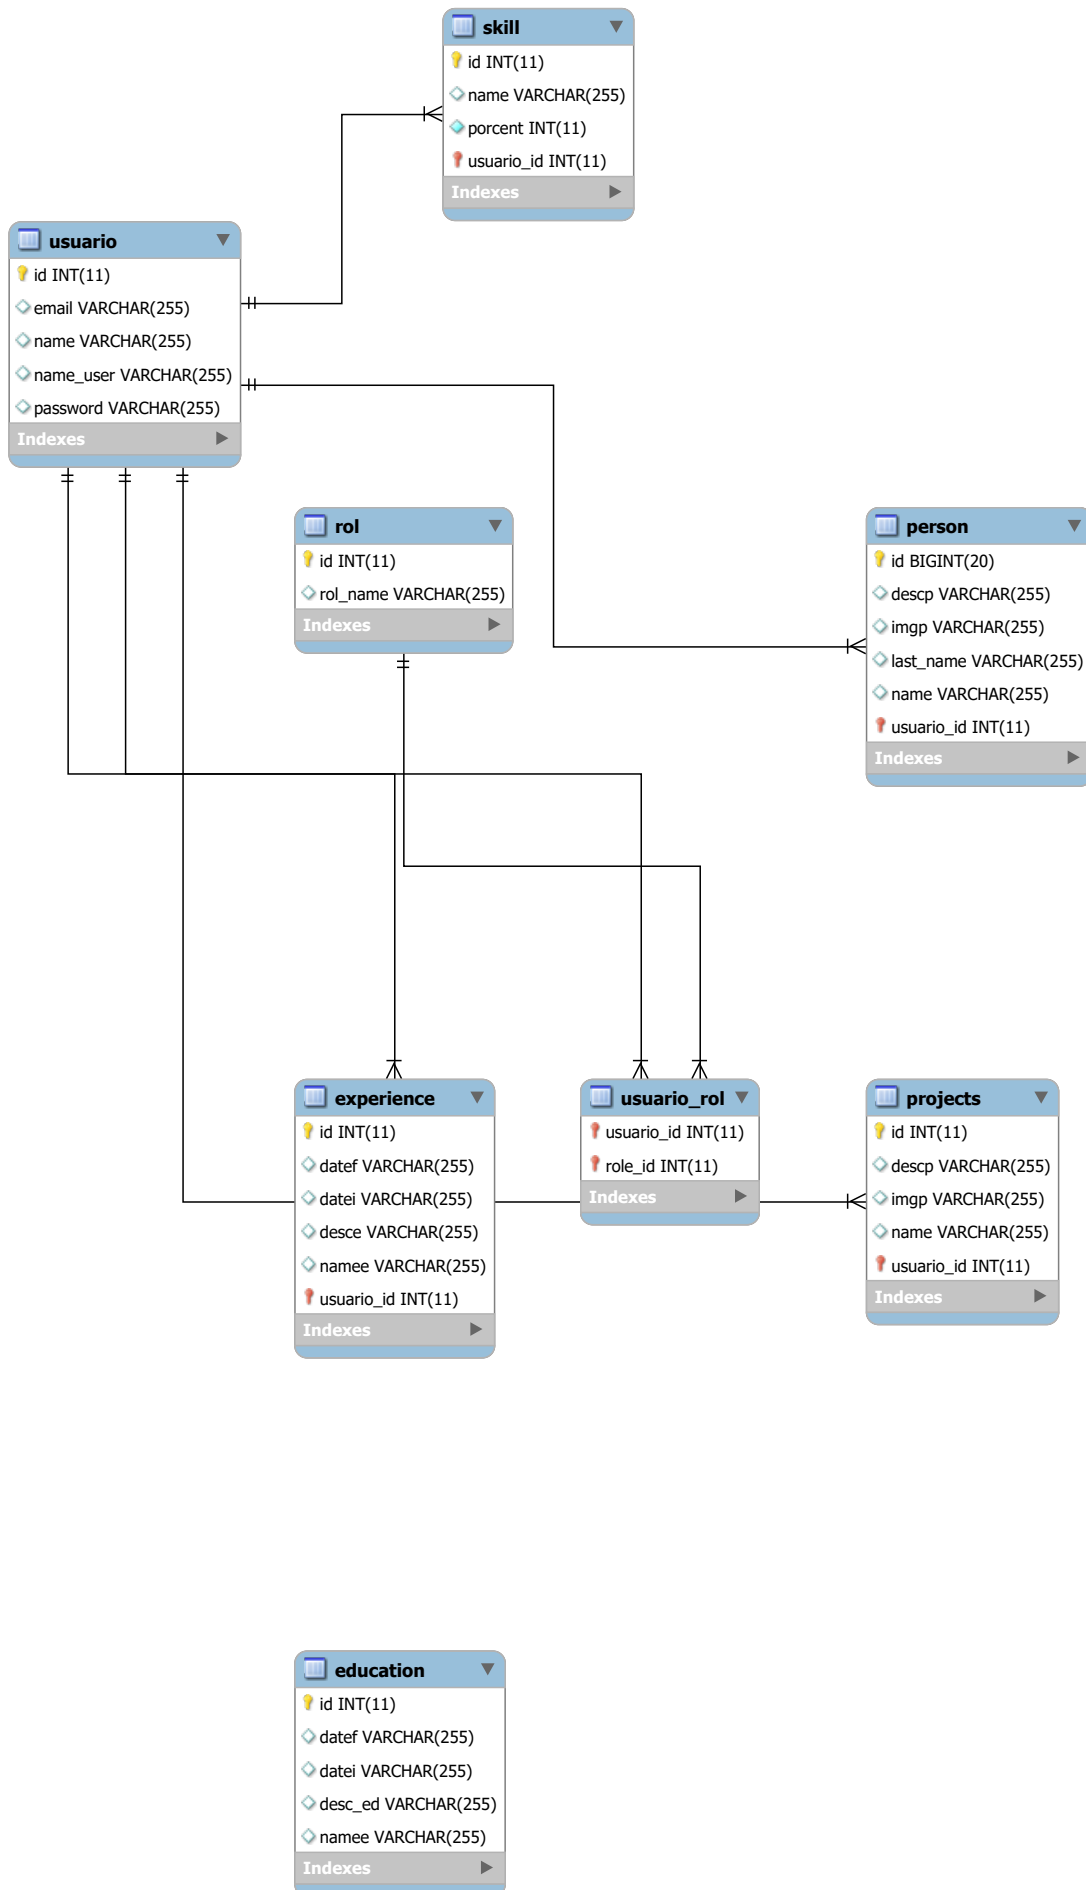 skill
id INT(11)
name VARCHAR(255)
porcent INT(11)
usuario_id INT(11)
Indexes
usuario
id INT(11)
email VARCHAR(255)
name VARCHAR(255)
name_user VARCHAR(255)
password VARCHAR(255)
Indexes
rol
id INT(11)
rol_name VARCHAR(255)
Indexes
person
id BIGINT(20)
descp VARCHAR(255)
imgp VARCHAR(255)
last_name VARCHAR(255)
name VARCHAR(255)
usuario_id INT(11)
Indexes
experience
id INT(11)
datef VARCHAR(255)
datei VARCHAR(255)
desce VARCHAR(255)
namee VARCHAR(255)
usuario_id INT(11)
Indexes
usuario_rol
usuario_id INT(11)
role_id INT(11)
Indexes
projects
id INT(11)
descp VARCHAR(255)
imgp VARCHAR(255)
name VARCHAR(255)
usuario_id INT(11)
Indexes
education
id INT(11)
datef VARCHAR(255)
datei VARCHAR(255)
desc_ed VARCHAR(255)
namee VARCHAR(255)
Indexes